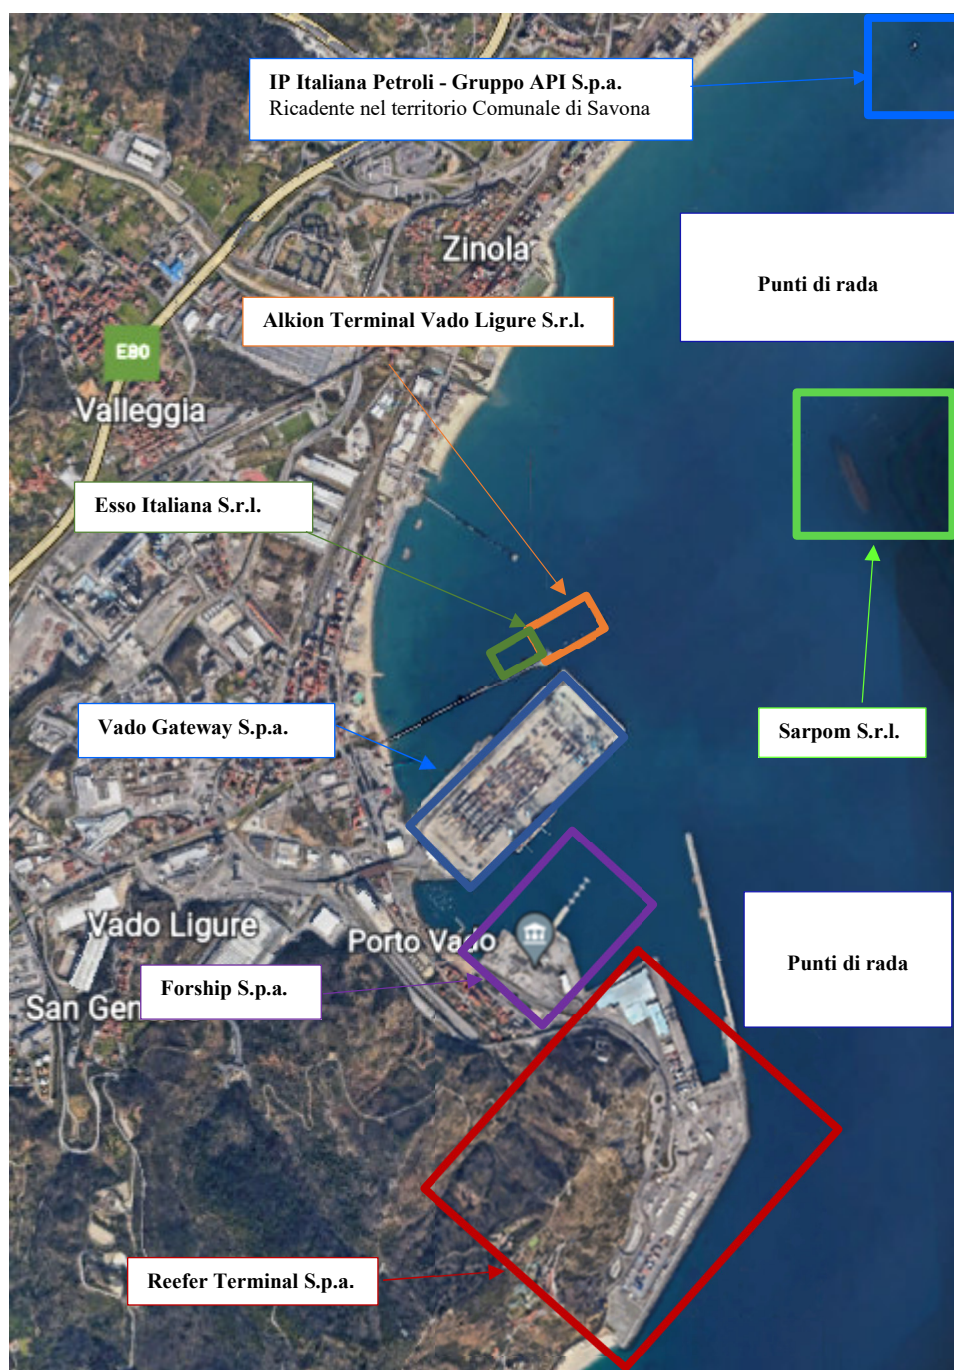 IP Italiana Petroli - Gruppo API S.p.a.
Ricadente nel territorio Comunale di Savona
Zinola
Punti di rada
Alkion Terminal Vado Ligure S.r.l.
E80
Valleggia
Esso Italiana S.r.l.
Vado Gateway S.p.a.
Sarpom S.r.l.
Vado Ligure
Porto Vado
Punti di rada
Forship S.p.a.
San Gen
Reefer Terminal S.p.a.